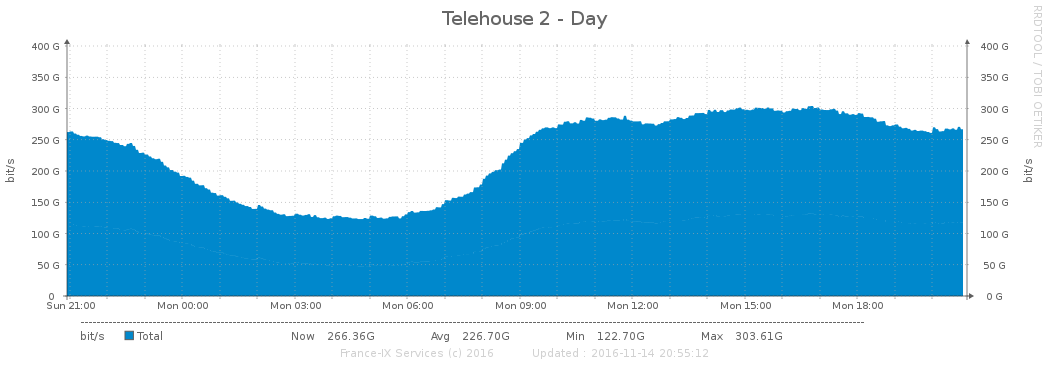 Telehouse 2 - Day
RRDTOOL / TOBI OETIKER
400 G 400 G
350 G 350 G
300 G 300 G
250 G 250 G
200 G 200 G
150 G 150 G
100 G 100 G
50 G 50 G
0 0 G
bit/s bit/s
Sun 21:00 Mon 00:00 Mon 03:00 Mon 06:00 Mon 09:00 Mon 12:00 Mon 15:00 Mon 18:00
bit/s Total Now 266.36G Avg 226.70G Min 122.70G Max 303.61G
France-IX Services (c) 2016 Updated : 2016-11-14 20:55:12